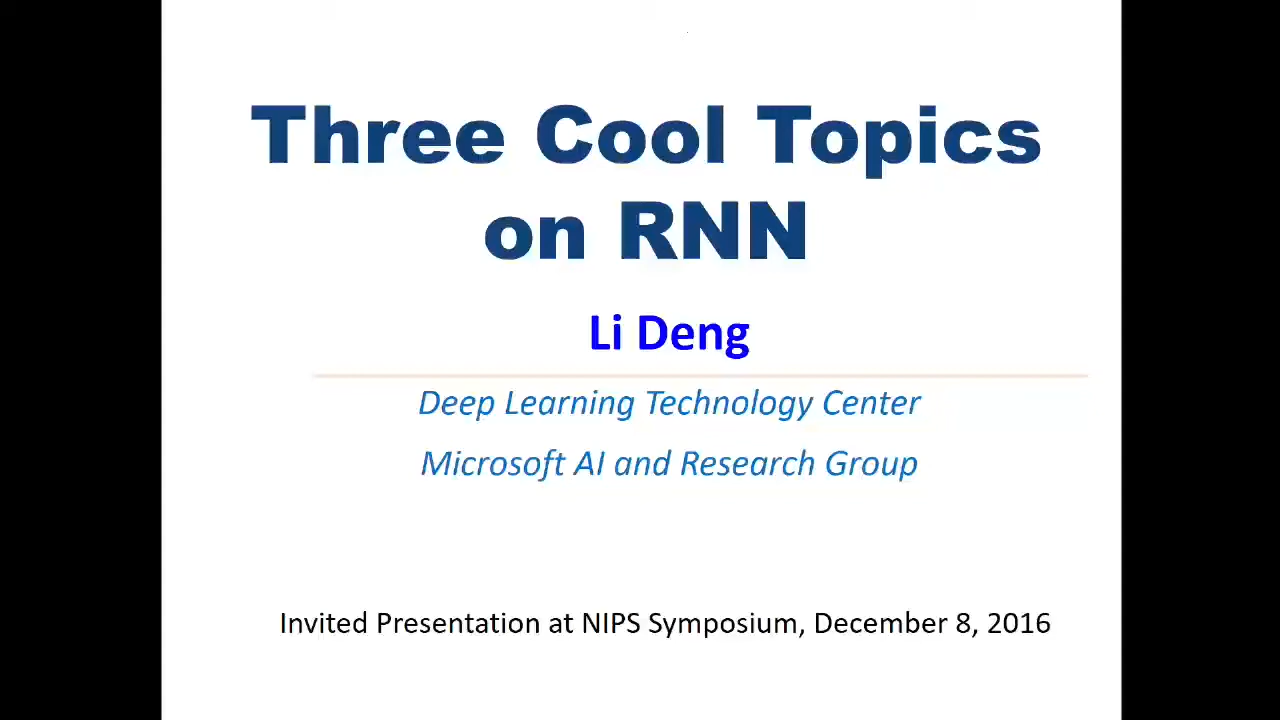 Three Cool Topics
on RNN
Li Deng
Deep Learning Technology Center
Microsoft AI and Research Group
Invited Presentation at NIPS Symposium, December 8, 2016